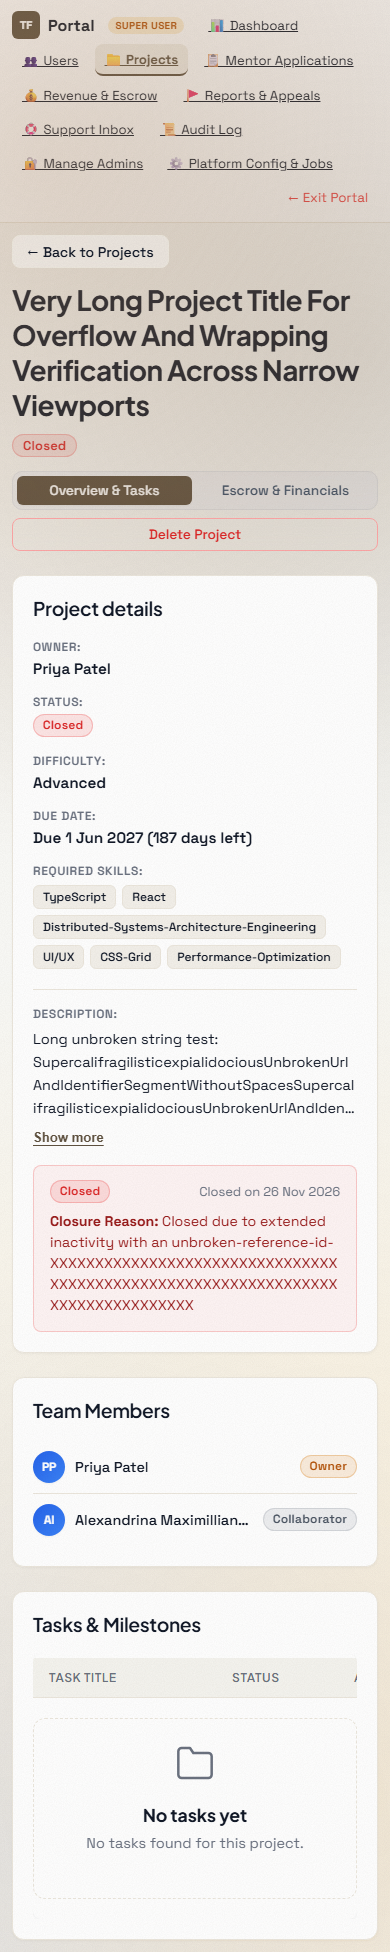 TF Portal SUPER USER 📊 Dashboard
👥 Users 📁 Projects 📋 Mentor Applications
💰 Revenue & Escrow 🚩 Reports & Appeals
🛟 Support Inbox 📜 Audit Log
🔐 Manage Admins ⚙️ Platform Config & Jobs
← Exit Portal
← Back to Projects
Very Long Project Title For
Overflow And Wrapping
Verification Across Narrow
Viewports
Closed
Overview & Tasks Escrow & Financials
Delete Project
Project details
OWNER:
Priya Patel
STATUS:
Closed
DIFFICULTY:
Advanced
DUE DATE:
Due 1 Jun 2027 (187 days left)
REQUIRED SKILLS:
TypeScript React
Distributed-Systems-Architecture-Engineering
UI/UX CSS-Grid Performance-Optimization
DESCRIPTION:
Long unbroken string test:
SupercalifragilisticexpialidociousUnbrokenUrl
AndIdentifierSegmentWithoutSpacesSupercal
ifragilisticexpialidociousUnbrokenUrlAndIden…
Show more
Closed Closed on 26 Nov 2026
Closure Reason: Closed due to extended
inactivity with an unbroken-reference-id-
XXXXXXXXXXXXXXXXXXXXXXXXXXXXXXXX
XXXXXXXXXXXXXXXXXXXXXXXXXXXXXXXX
XXXXXXXXXXXXXXXX
Team Members
PP Priya Patel Owner
AI Alexandrina Maximillian… Collaborator
Tasks & Milestones
TASK TITLE STATUS
No tasks yet
No tasks found for this project.